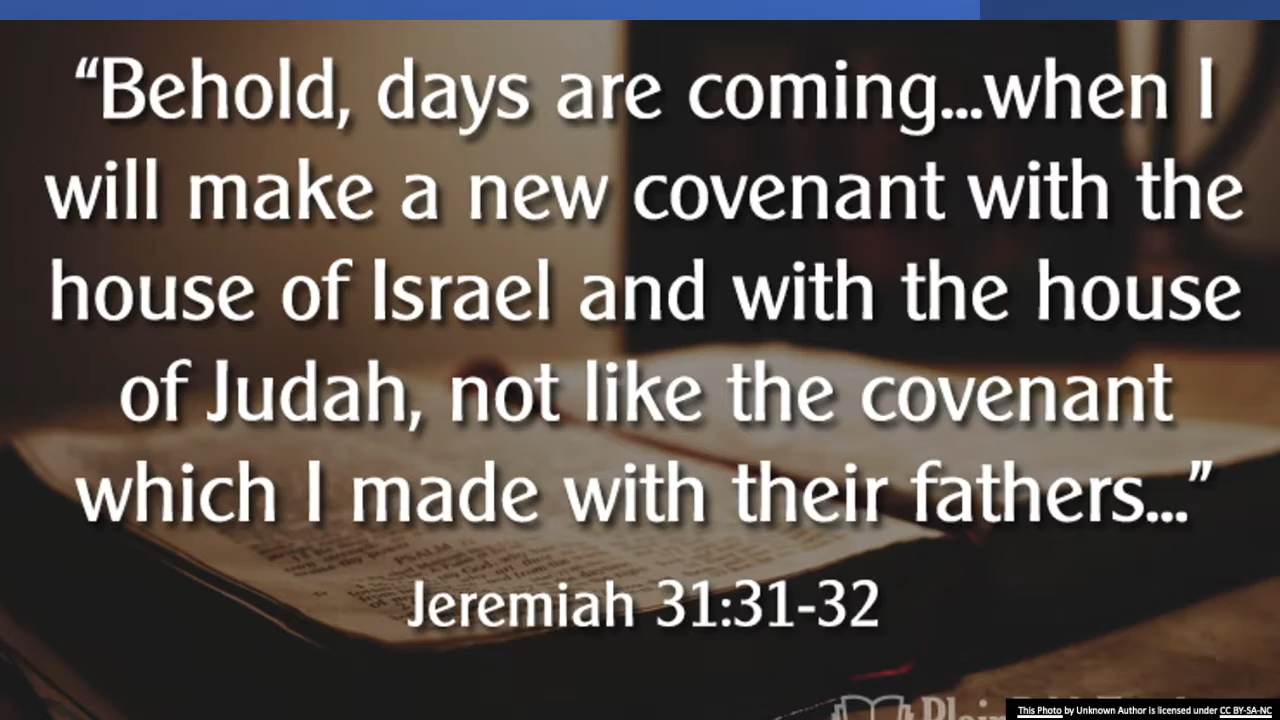 “Behold, days are coming...when I
will make a new covenant with the
house of Israel and with the house
of Judah, not like the covenant
which I made with their fathers...”
Jeremiah 31:31-32
PSALM
This Photo by Unknown Author is licensed under CC BY-SA-NC